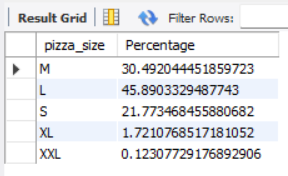 Result Grid Filter Rows:
pizza_size Percentage
M 30.492044451859723
L 45.8903329487743
S 21.773468455880682
XL 1.7210768517181052
XXL 0.12307729176892906